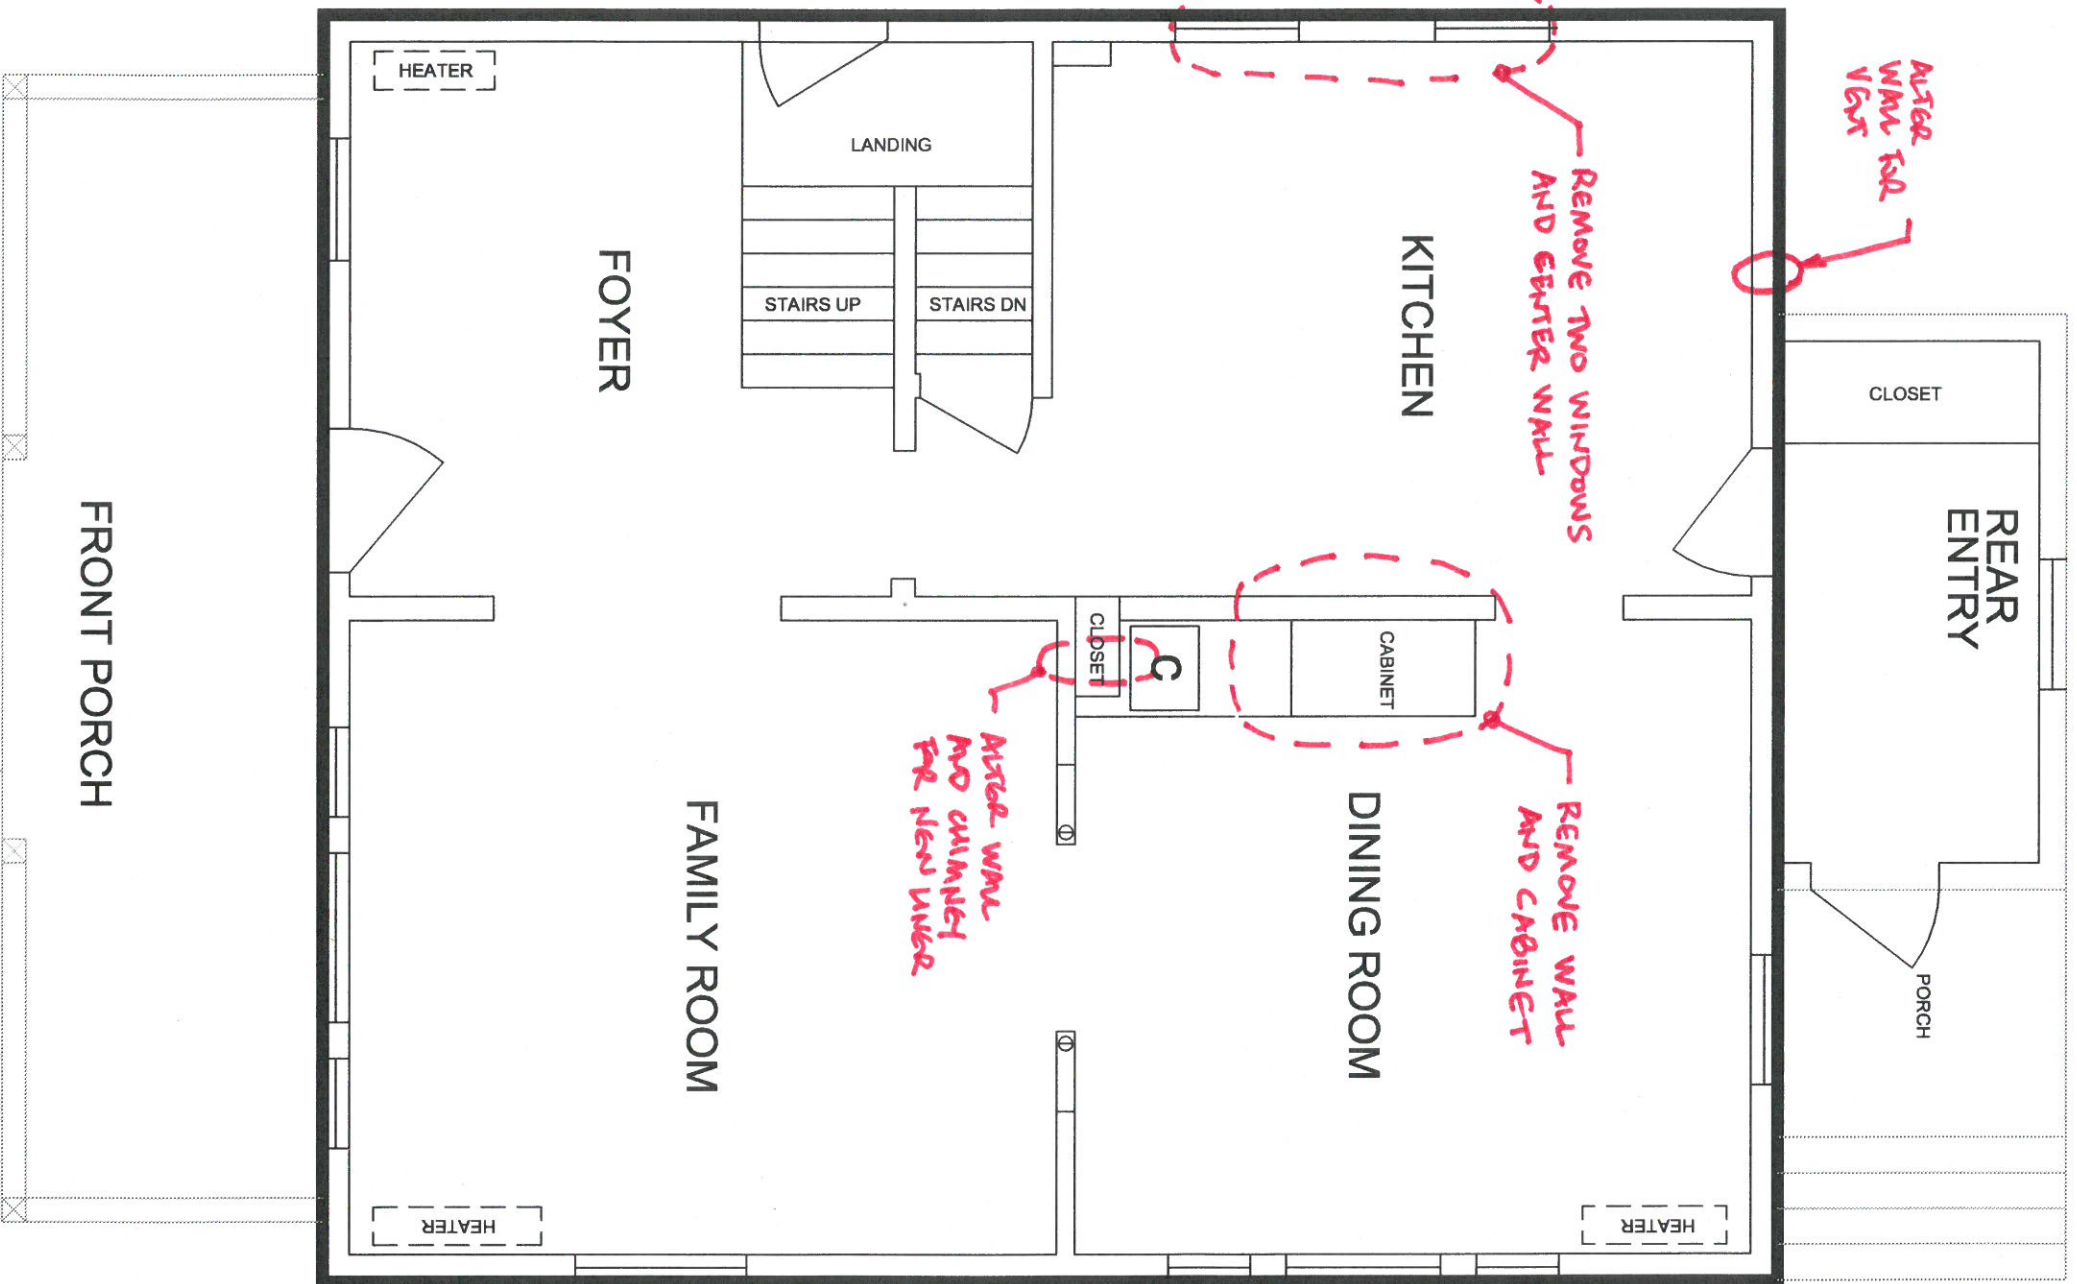 HEATER
LANDING
STAIRS UP
STAIRS DN
FOYER
KITCHEN
REMOVE TWO WINDOWS
AND CENTER WALL
ALTER
WALL FOR
VENT
CLOSET
REAR
ENTRY
FRONT PORCH
CLOSET
C
CABINET
ALTER WALL
AND CHIMNEY
FOR NEW LINER
REMOVE WALL
AND CABINET
FAMILY ROOM
DINING ROOM
PORCH
HEATER
HEATER